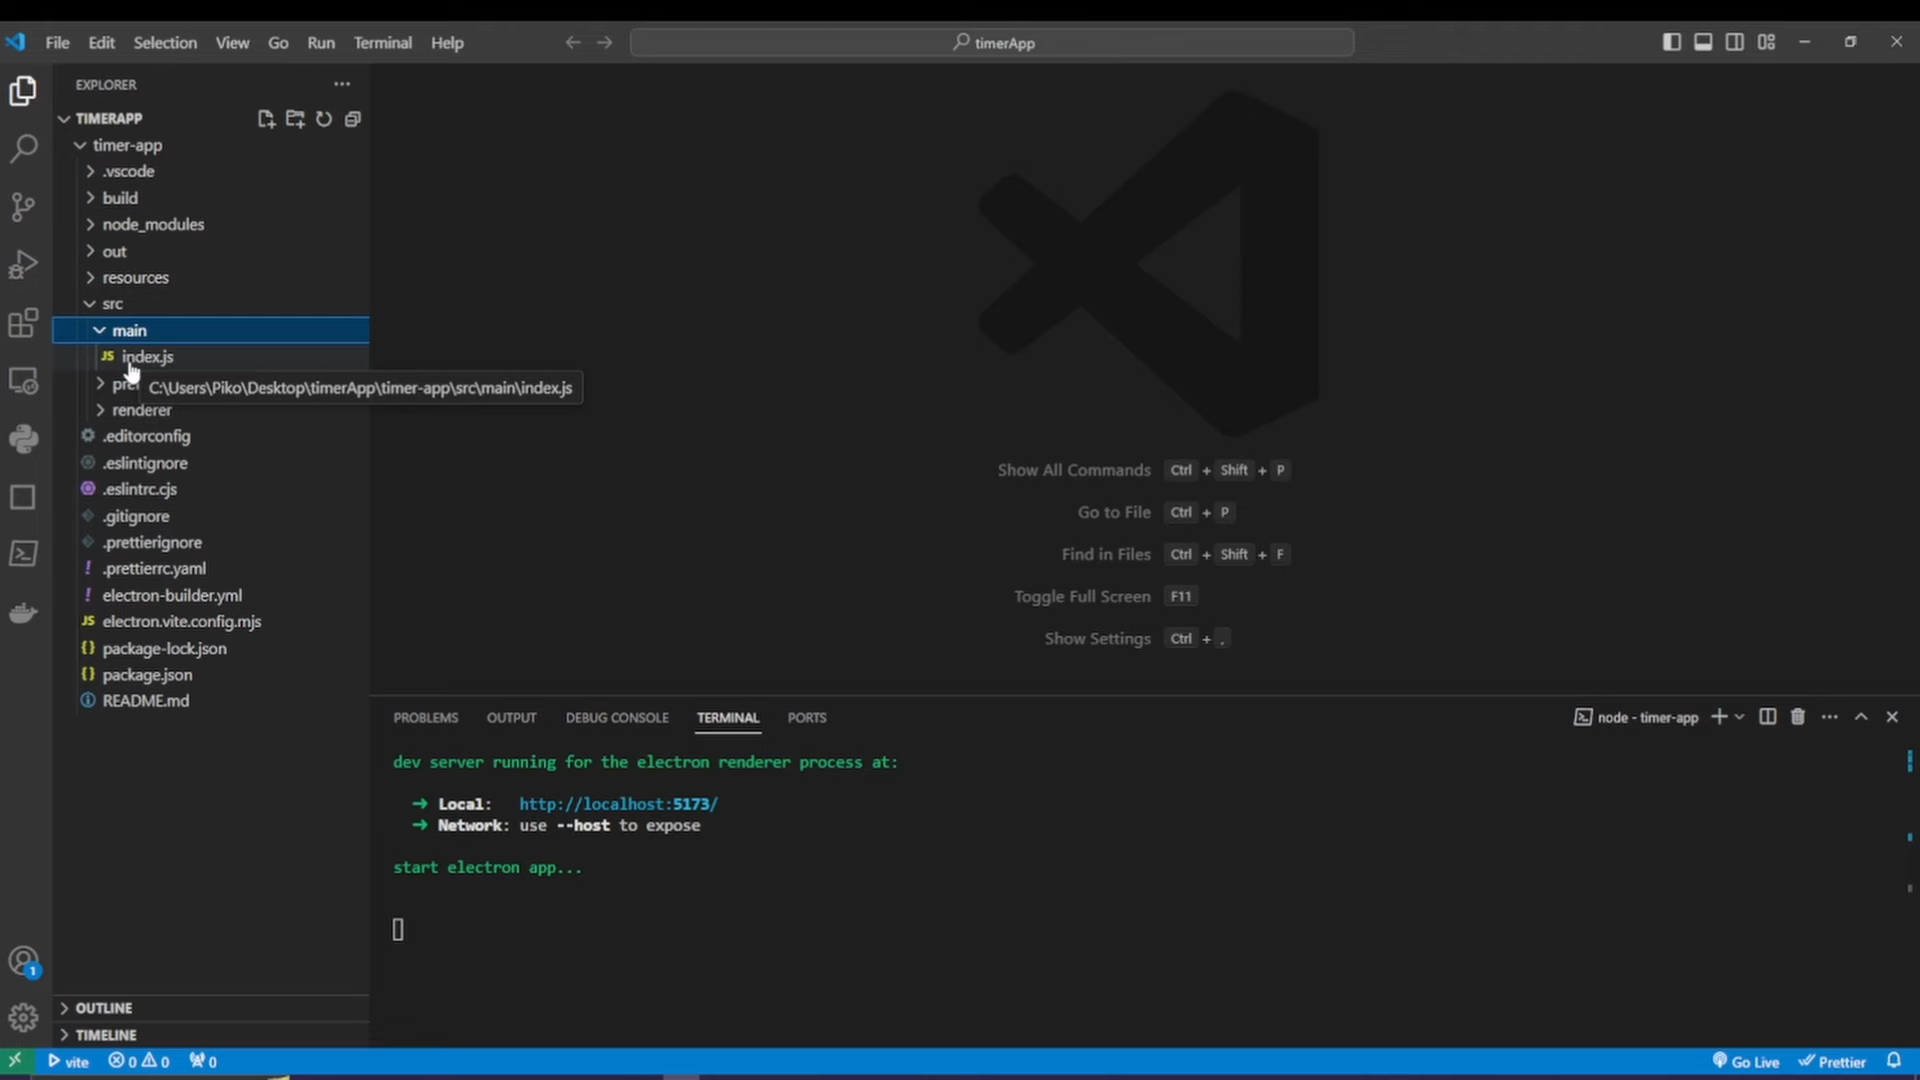 File Edit Selection View Go Run Terminal Help
timerApp
EXPLORER
TIMERAPP
timer-app
.vscode
build
node_modules
out
resources
src
main
JS index.js
C:\Users\Piko\Desktop\timerApp\timer-app\src\main\index.js
renderer
.editorconfig
.eslintignore
.eslintrc.cjs
.gitignore
.prettierignore
! .prettierrc.yaml
! electron-builder.yml
JS electron.vite.config.mjs
{} package-lock.json
{} package.json
README.md
Show All Commands Ctrl + Shift + P
Go to File Ctrl + P
Find in Files Ctrl + Shift + F
Toggle Full Screen F11
Show Settings Ctrl + ,
PROBLEMS OUTPUT DEBUG CONSOLE TERMINAL PORTS
node - timer-app
dev server running for the electron renderer process at:
➜ Local: http://localhost:5173/
➜ Network: use --host to expose
start electron app...
1
OUTLINE
TIMELINE
vite 0 0 0
Go Live Prettier